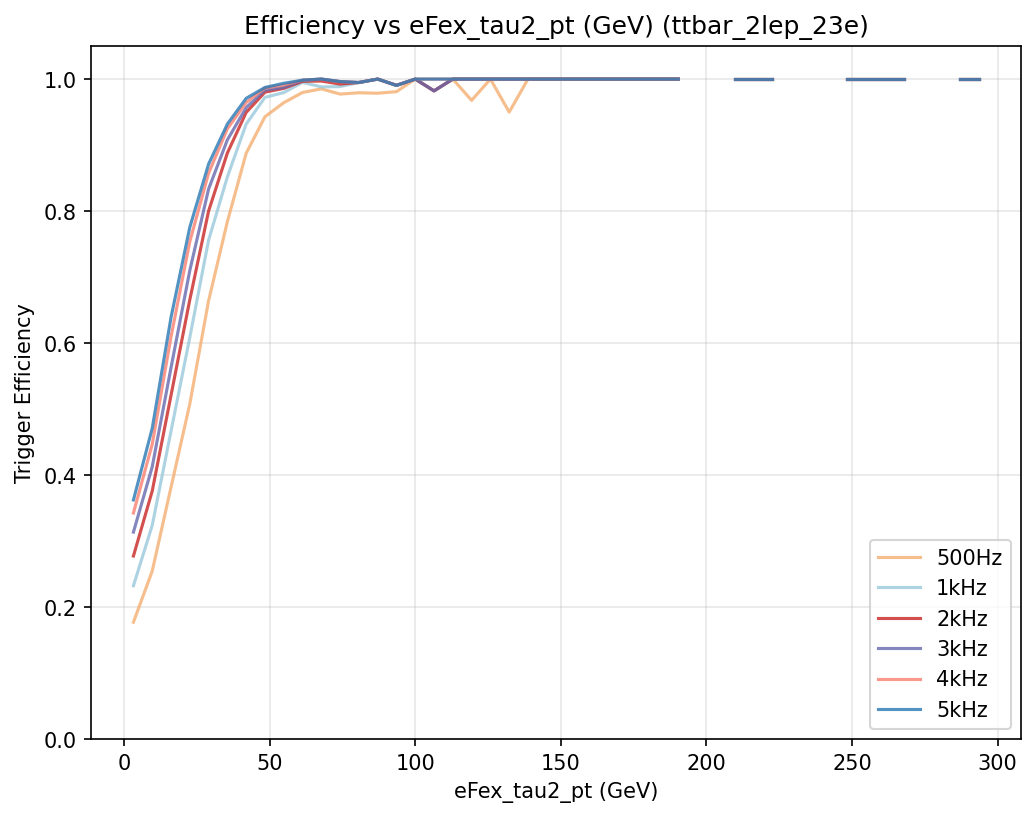 Efficiency vs eFex_tau2_pt (GeV) (ttbar_2lep_23e)
Trigger Efficiency
1.0
0.8
0.6
0.4
0.2
0.0
0
50
100
150
200
250
300
eFex_tau2_pt (GeV)
500Hz
1kHz
2kHz
3kHz
4kHz
5kHz